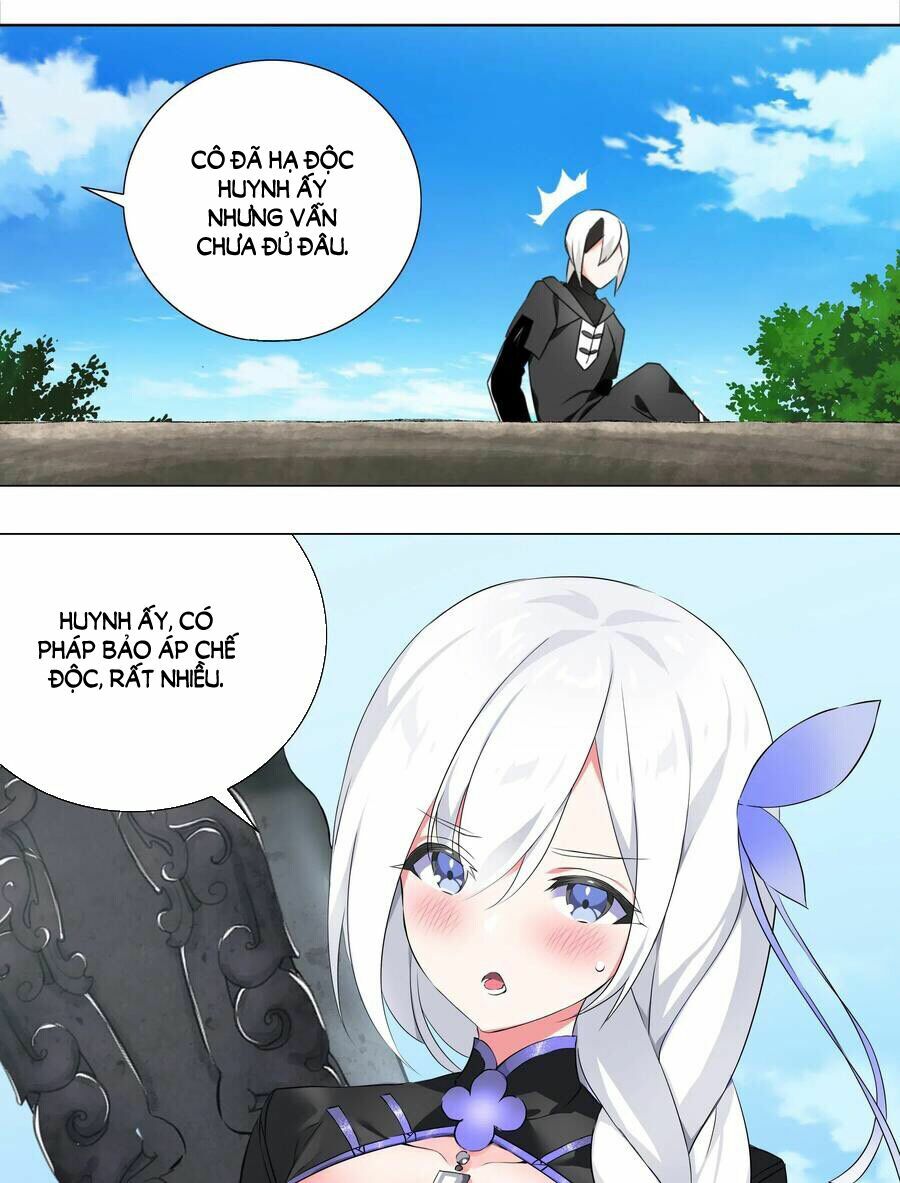 CÔ ĐÃ HẠ ĐỘC
HUYNH ẤY
NHƯNG VẪN
CHƯA ĐỦ ĐÂU.
HUYNH ẤY, CÓ
PHÁP BẢO ÁP CHẾ
ĐỘC, RẤT NHIỀU.